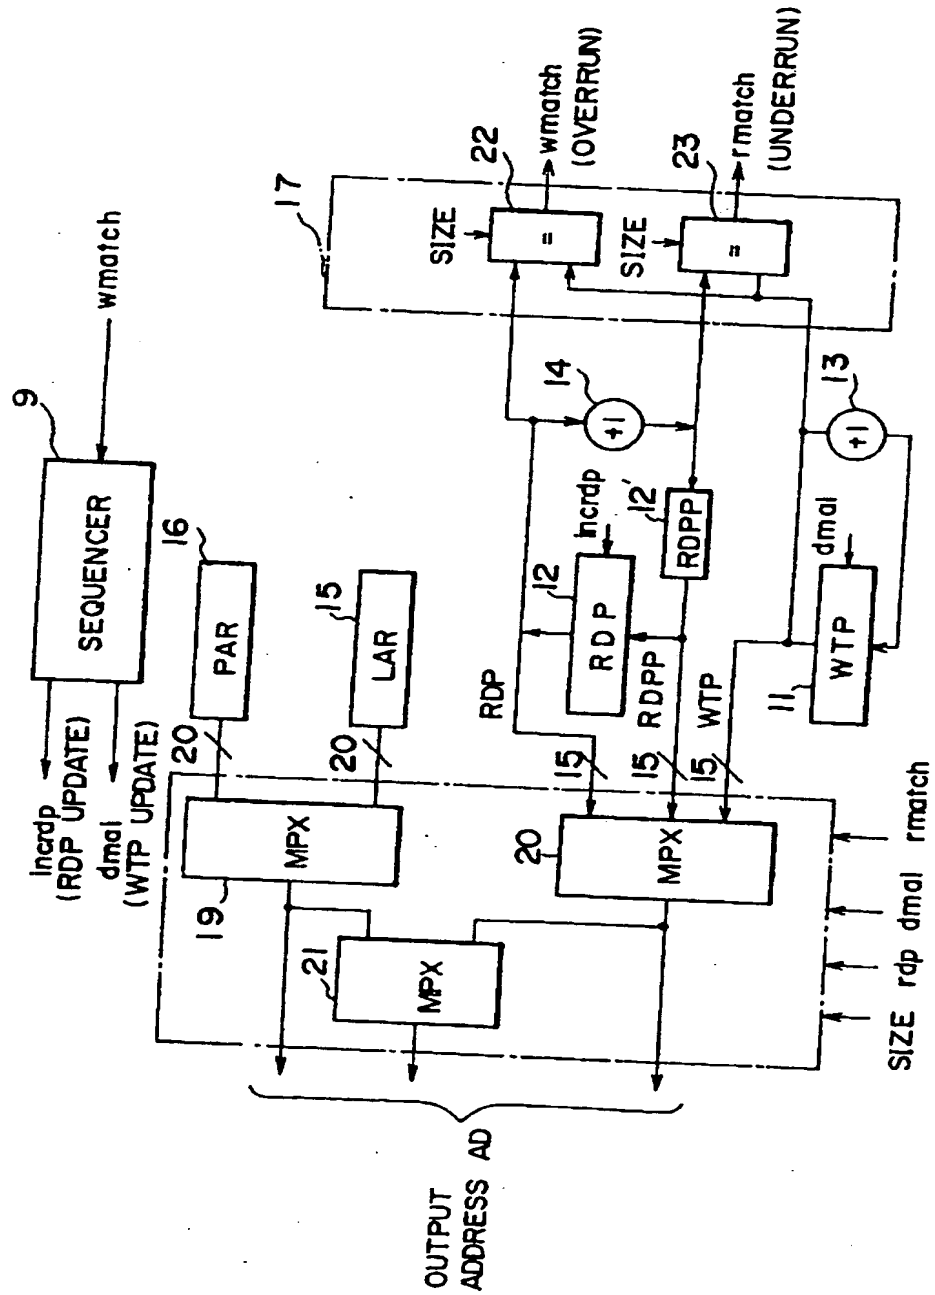 9
SEQUENCER
wmatch
incrdp
(RDP UPDATE)
dmal
(WTP UPDATE)
16
PAR
20
15
LAR
20
19
MPX
21
MPX
20
MPX
OUTPUT
ADDRESS AD
SIZE rdp dmal rmatch
RDP
15
12
RDP
incrdp
RDPP
15
12'
RDPP
WTP
15
11
WTP
dmal
14
+1
13
+1
17
SIZE
22
=
wmatch
(OVERRUN)
SIZE
23
=
rmatch
(UNDERRUN)